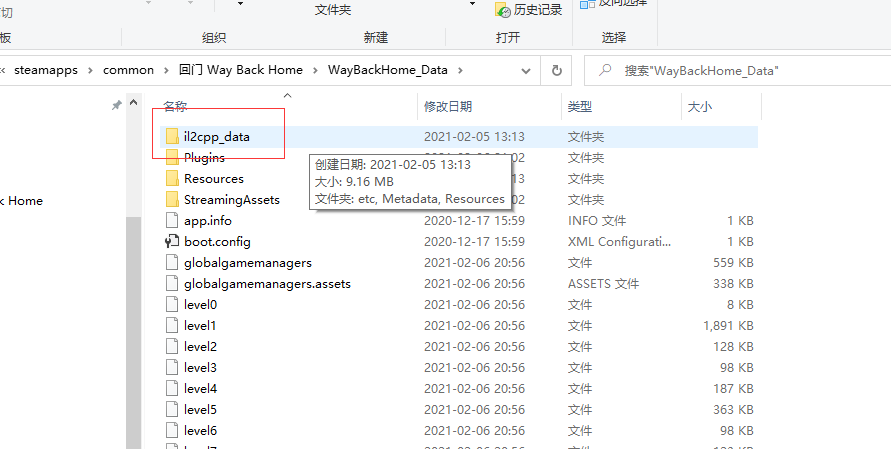 切
文件夹
历史记录
反向选择
板
组织
新建
打开
选择
« steamapps > common > 回门 Way Back Home > WayBackHome_Data >
搜索"WayBackHome_Data"
名称 修改日期 类型 大小
il2cpp_data 2021-02-05 13:13 文件夹
Plugins 02 文件夹
Resources 文件夹
StreamingAssets 02 文件夹
创建日期: 2021-02-05 13:13
大小: 9.16 MB
文件夹: etc, Metadata, Resources
k Home
app.info 2020-12-17 15:59 INFO 文件 1 KB
boot.config 2020-12-17 15:59 XML Configurati... 1 KB
globalgamemanagers 2021-02-06 20:56 文件 559 KB
globalgamemanagers.assets 2021-02-06 20:56 ASSETS 文件 338 KB
level0 2021-02-06 20:56 文件 8 KB
level1 2021-02-06 20:56 文件 1,891 KB
level2 2021-02-06 20:56 文件 128 KB
level3 2021-02-06 20:56 文件 98 KB
level4 2021-02-06 20:56 文件 187 KB
level5 2021-02-06 20:56 文件 363 KB
level6 2021-02-06 20:56 文件 98 KB